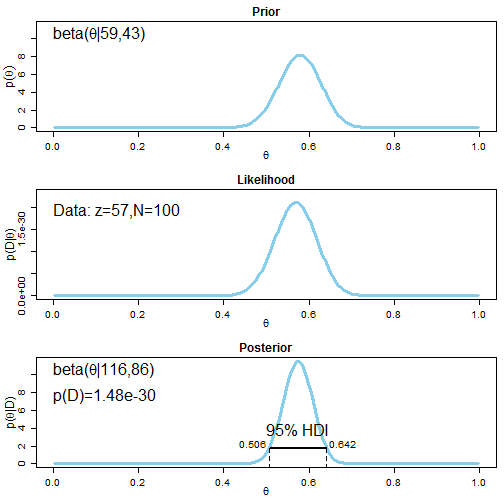 Prior
beta(θ|59,43)
p(θ)
0 2 4 6 8
0.0 0.2 0.4 0.6 0.8 1.0
θ
Likelihood
Data: z=57,N=100
p(D|θ)
0.0e+00 1.5e-30
0.0 0.2 0.4 0.6 0.8 1.0
θ
Posterior
beta(θ|116,86)
p(D)=1.48e-30
95% HDI
0.506 0.642
p(θ|D)
0 2 4 6 8
0.0 0.2 0.4 0.6 0.8 1.0
θ